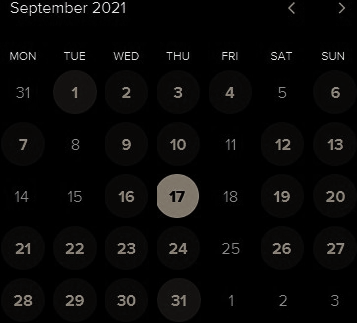 September 2021
MON TUE WED THU FRI SAT SUN
31 1 2 3 4 5 6
7 8 9 10 11 12 13
14 15 16 17 18 19 20
21 22 23 24 25 26 27
28 29 30 31 1 2 3